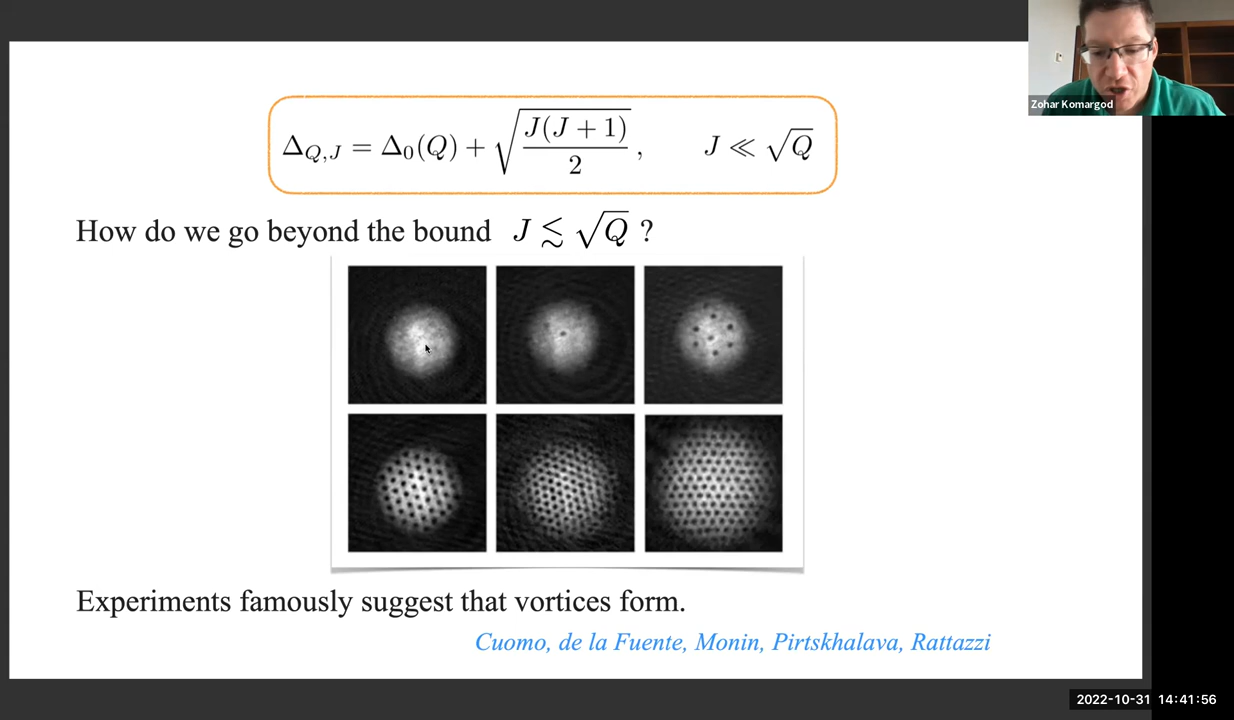 Zohar Komargod
Δ_{Q,J} = Δ_0(Q) + √(J(J + 1)/2) , J ≪ √Q
How do we go beyond the bound J ≲ √Q ?
Experiments famously suggest that vortices form.
Cuomo, de la Fuente, Monin, Pirtskhalava, Rattazzi
2022-10-31 14:41:56